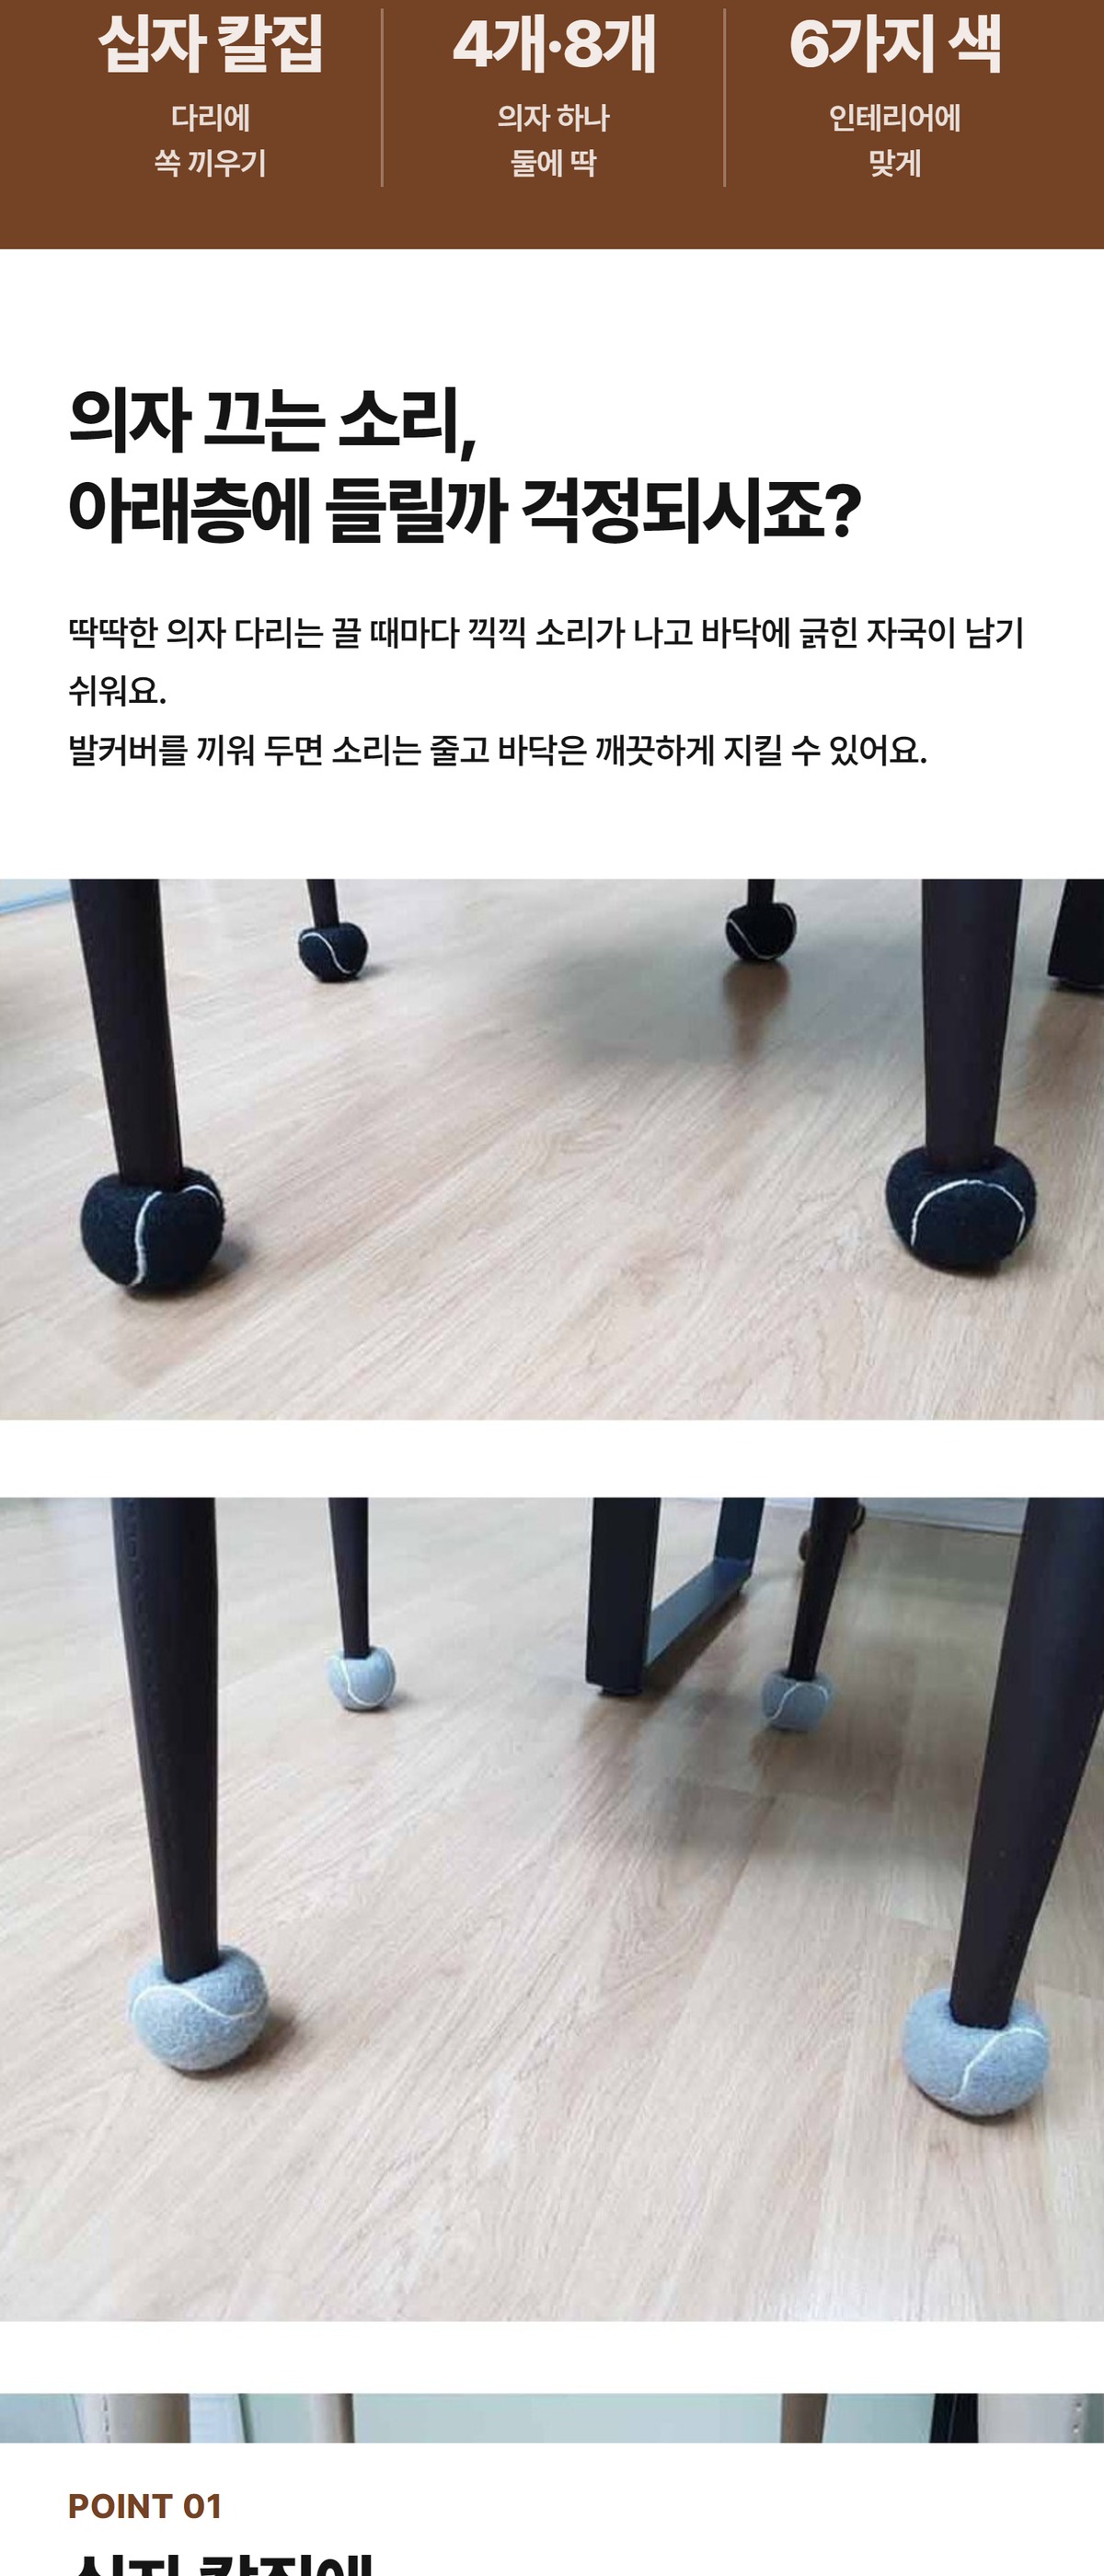 십자 칼집
다리에
쏙 끼우기
4개·8개
의자 하나
둘에 딱
6가지 색
인테리어에
맞게
의자 끄는 소리,
아래층에 들릴까 걱정되시죠?
딱딱한 의자 다리는 끌 때마다 끽끽 소리가 나고 바닥에 긁힌 자국이 남기
쉬워요.
발커버를 끼워 두면 소리는 줄고 바닥은 깨끗하게 지킬 수 있어요.
POINT 01
십자 칼집에